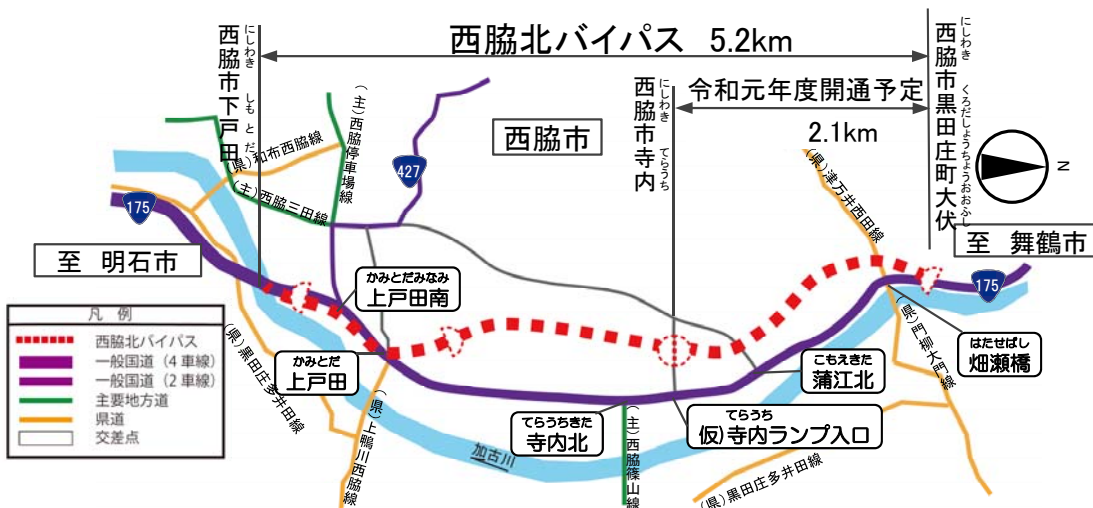 西脇北バイパス 5.2km
令和元年度開通予定
2.1km
にしわき しもとだ
西脇市下戸田
にしわき てらうち
西脇市寺内
にしわき くろだしょうちょうおおふし
西脇市黒田庄町大伏
西脇市
N
(県)和布西脇線
(主)西脇停車場線
(主)西脇三田線
427
(県)津万井西田線
175
至 明石市
至 舞鶴市
175
かみとだみなみ
上戸田南
かみとだ
上戸田
てらうちきた
寺内北
てらうち
仮)寺内ランプ入口
こもえきた
蒲江北
はたせばし
畑瀬橋
(県)門柳大門線
(県)黒田庄多井田線
(県)上鴨川西脇線
加古川
(主)西脇篠山線
(県)黒田庄多井田線
凡 例
西脇北バイパス
一般国道(4車線)
一般国道(2車線)
主要地方道
県道
交差点